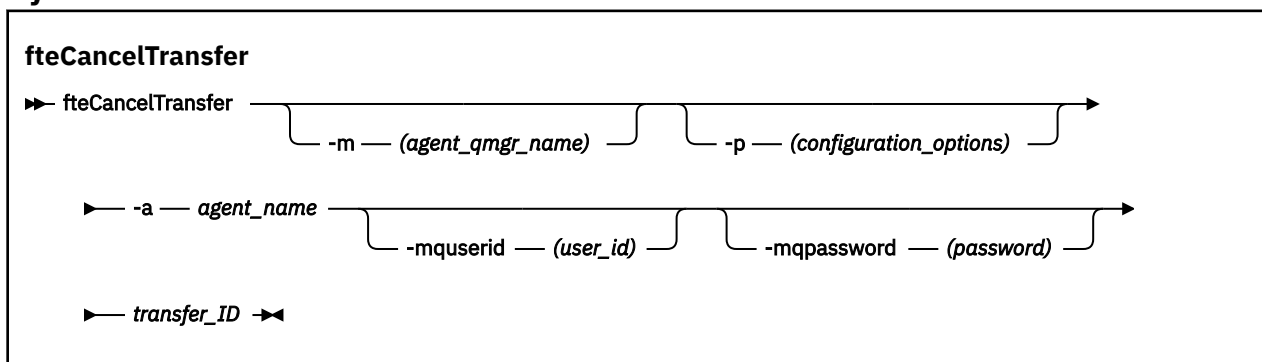 fteCancelTransfer
fteCancelTransfer
-m (agent_qmgr_name) -p (configuration_options)
-a agent_name
-mquserid (user_id) -mqpassword (password)
transfer_ID